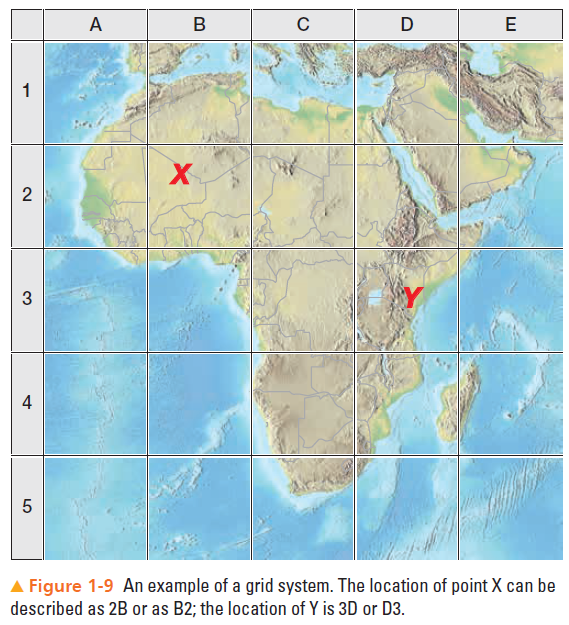 A B C D E
1
2 X
3 Y
4
5
▲ Figure 1-9 An example of a grid system. The location of point X can be
described as 2B or as B2; the location of Y is 3D or D3.